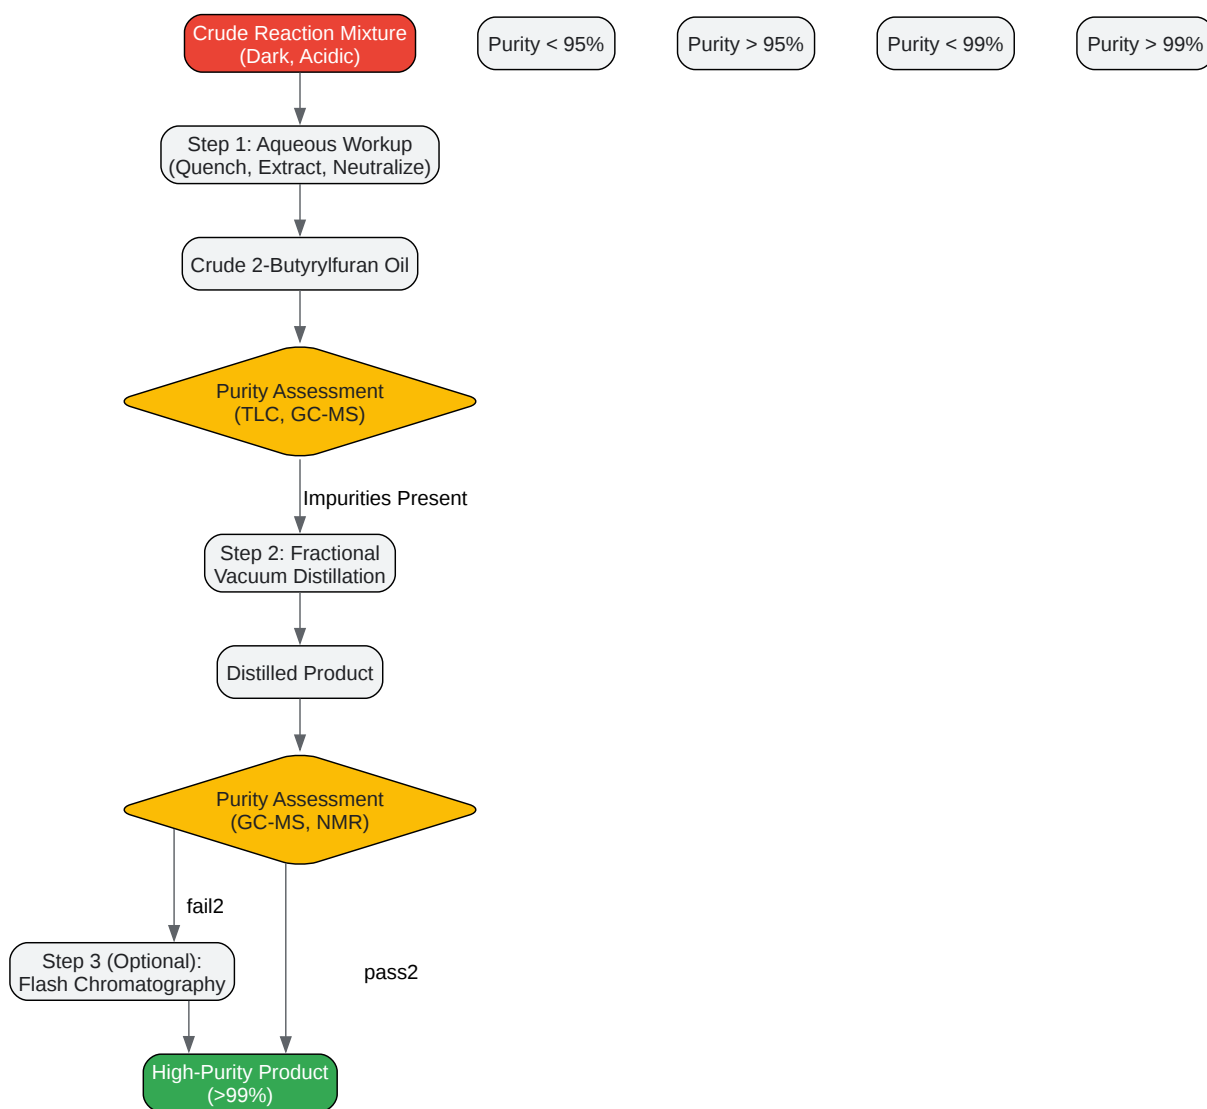 Crude Reaction Mixture
(Dark, Acidic)
Purity < 95%
Purity > 95%
Purity < 99%
Purity > 99%
Step 1: Aqueous Workup
(Quench, Extract, Neutralize)
Crude 2-Butyrylfuran Oil
Purity Assessment
(TLC, GC-MS)
Impurities Present
Step 2: Fractional
Vacuum Distillation
Distilled Product
Purity Assessment
(GC-MS, NMR)
fail2
Step 3 (Optional):
Flash Chromatography
pass2
High-Purity Product
(>99%)